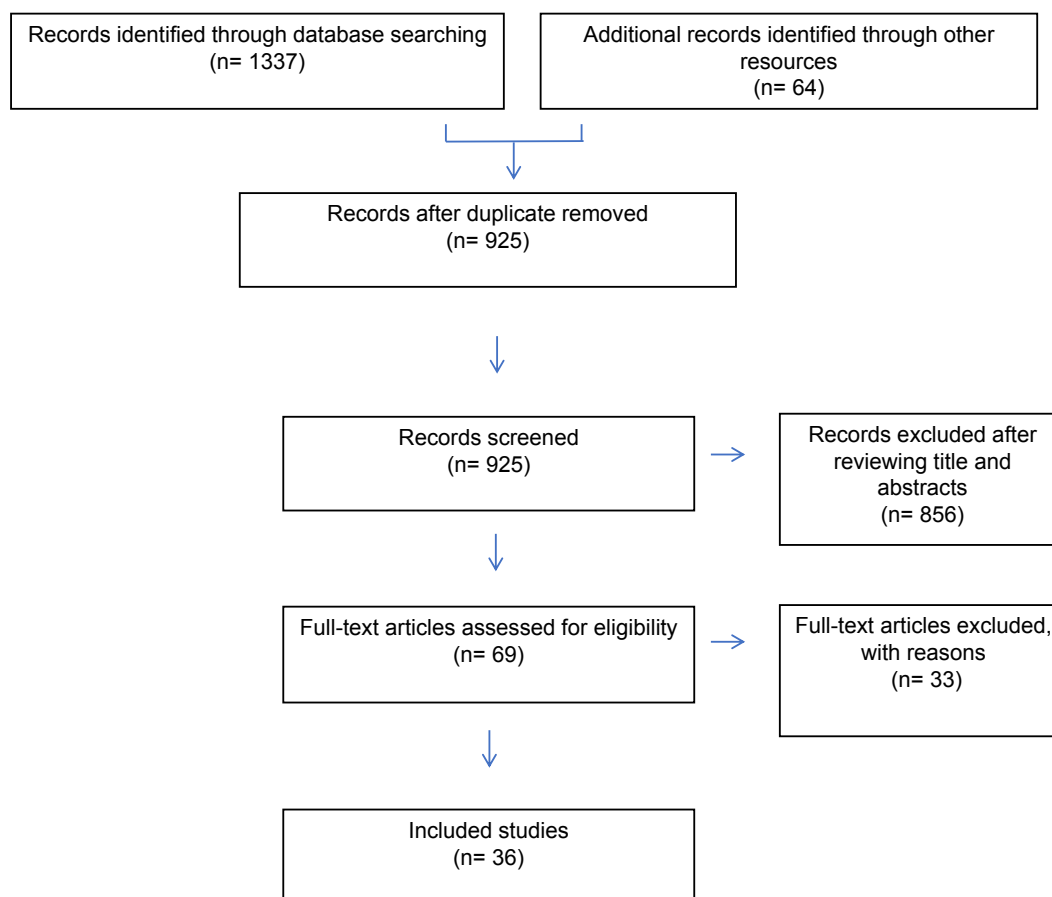 Records identified through database searching
(n= 1337)
Additional records identified through other
resources
(n= 64)
Records after duplicate removed
(n= 925)
Records screened
(n= 925)
Records excluded after
reviewing title and
abstracts
(n= 856)
Full-text articles assessed for eligibility
(n= 69)
Full-text articles excluded,
with reasons
(n= 33)
Included studies
(n= 36)